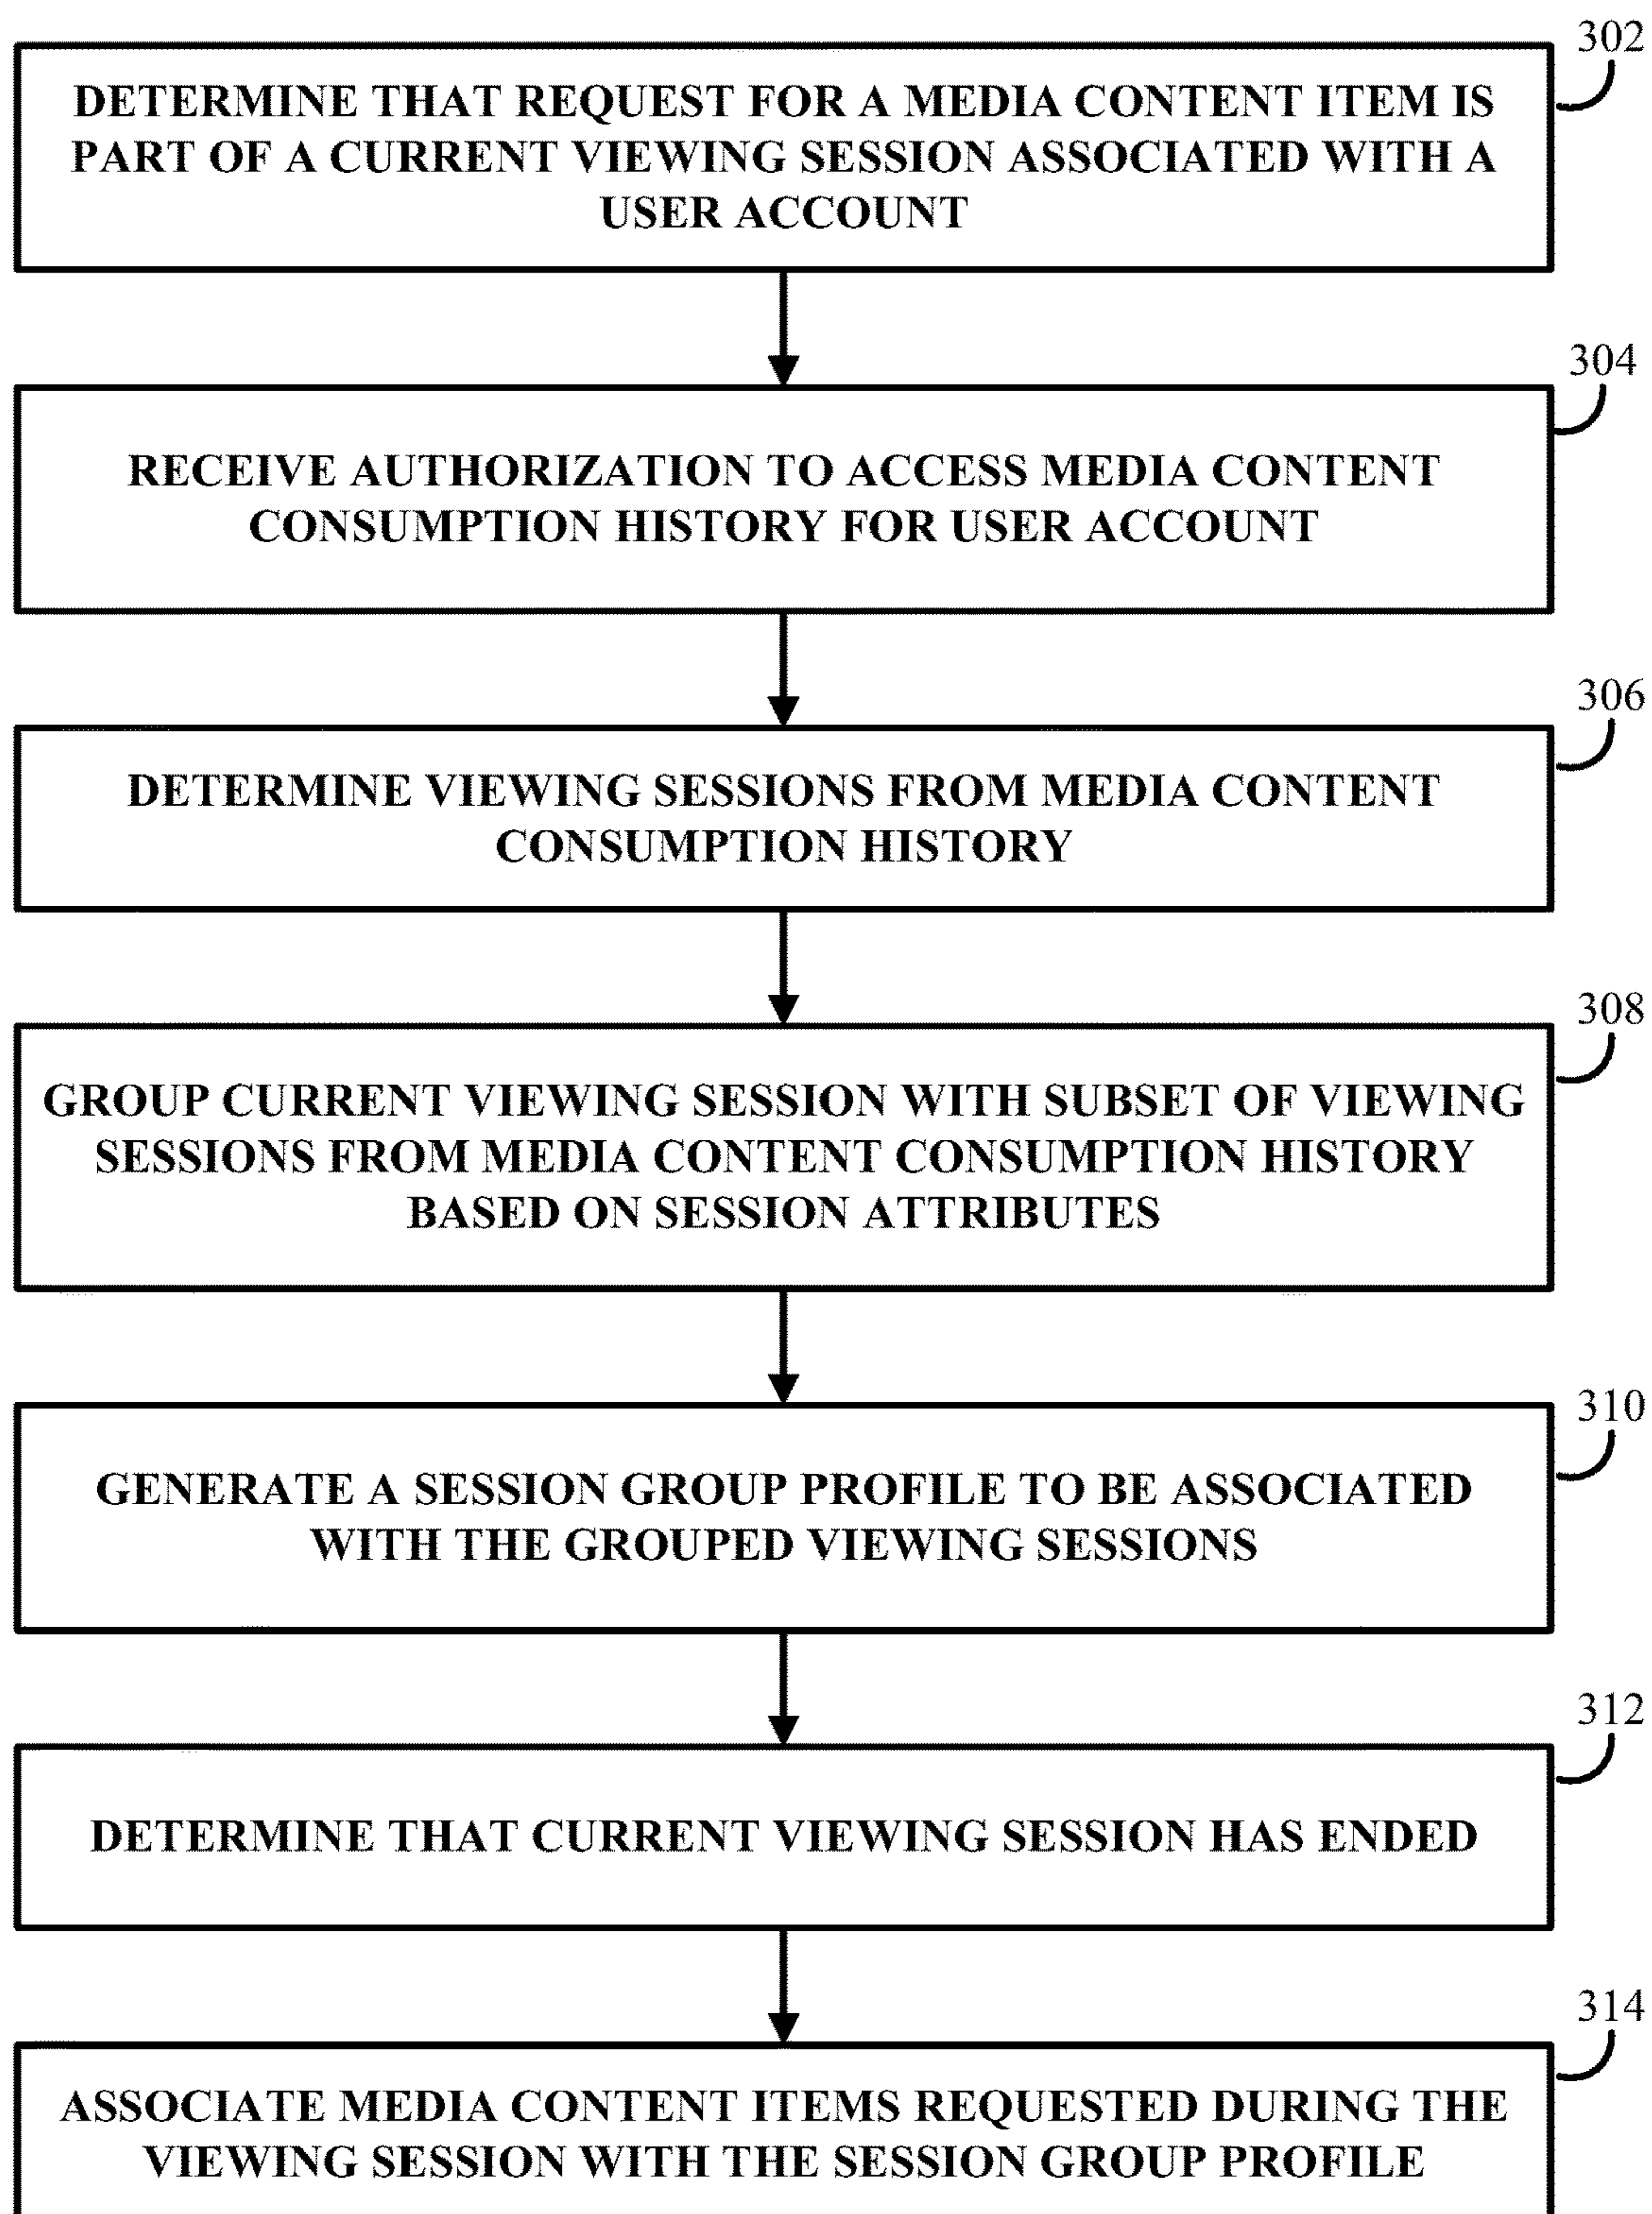 302
DETERMINE THAT REQUEST FOR A MEDIA CONTENT ITEM IS
PART OF A CURRENT VIEWING SESSION ASSOCIATED WITH A
USER ACCOUNT
304
RECEIVE AUTHORIZATION TO ACCESS MEDIA CONTENT
CONSUMPTION HISTORY FOR USER ACCOUNT
306
DETERMINE VIEWING SESSIONS FROM MEDIA CONTENT
CONSUMPTION HISTORY
308
GROUP CURRENT VIEWING SESSION WITH SUBSET OF VIEWING
SESSIONS FROM MEDIA CONTENT CONSUMPTION HISTORY
BASED ON SESSION ATTRIBUTES
310
GENERATE A SESSION GROUP PROFILE TO BE ASSOCIATED
WITH THE GROUPED VIEWING SESSIONS
312
DETERMINE THAT CURRENT VIEWING SESSION HAS ENDED
314
ASSOCIATE MEDIA CONTENT ITEMS REQUESTED DURING THE
VIEWING SESSION WITH THE SESSION GROUP PROFILE